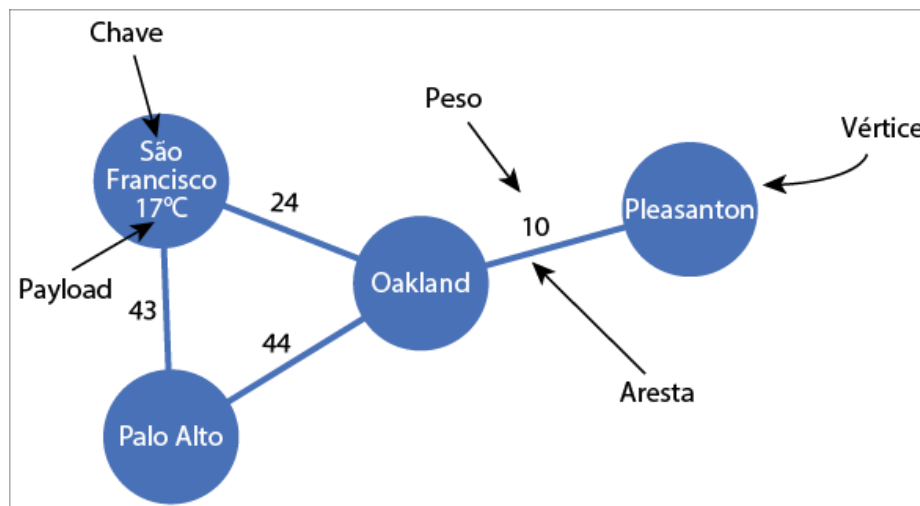 Chave
Peso
Vértice
São
Francisco
17ºC
24
10
Pleasanton
Payload
Oakland
43
44
Aresta
Palo Alto